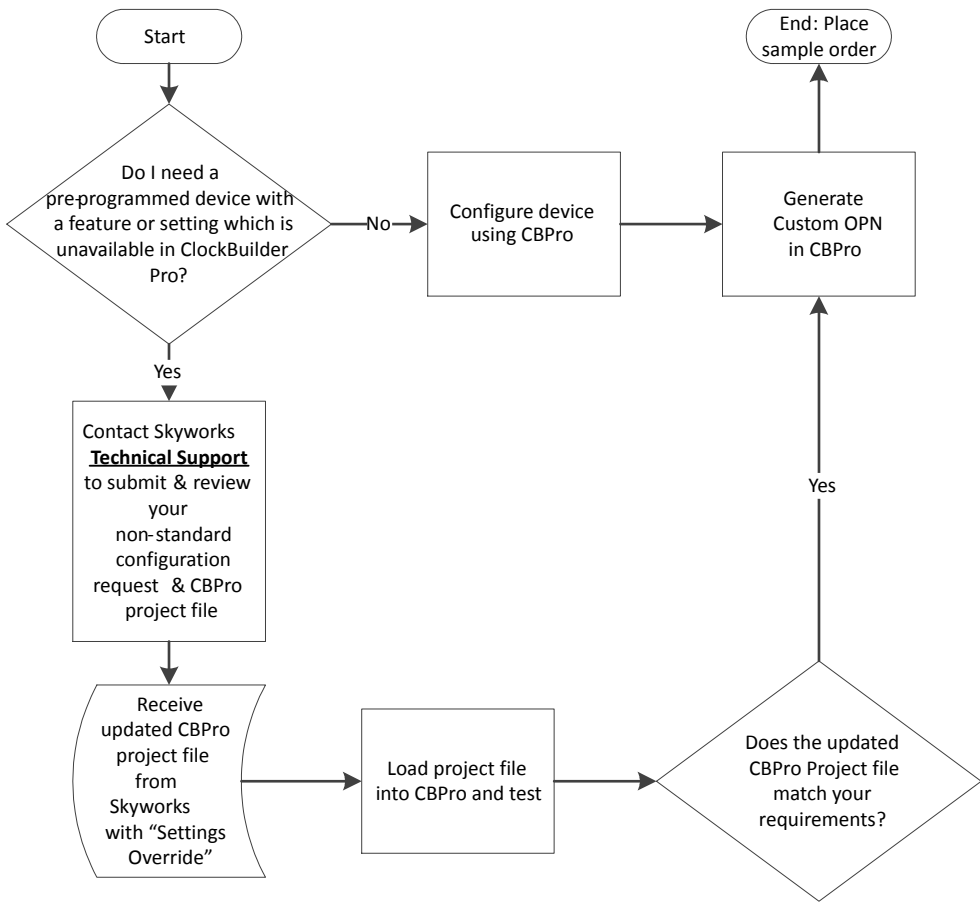 Start
End: Place
sample order
Do I need a
pre-programmed device with
a feature or setting which is
unavailable in ClockBuilder
Pro?
No
Configure device
using CBPro
Generate
Custom OPN
in CBPro
Yes
Contact Skyworks
Technical Support
to submit & review
your
non-standard
configuration
request & CBPro
project file
Yes
Receive
updated CBPro
project file
from
Skyworks
with “Settings
Override”
Load project file
into CBPro and test
Does the updated
CBPro Project file
match your
requirements?